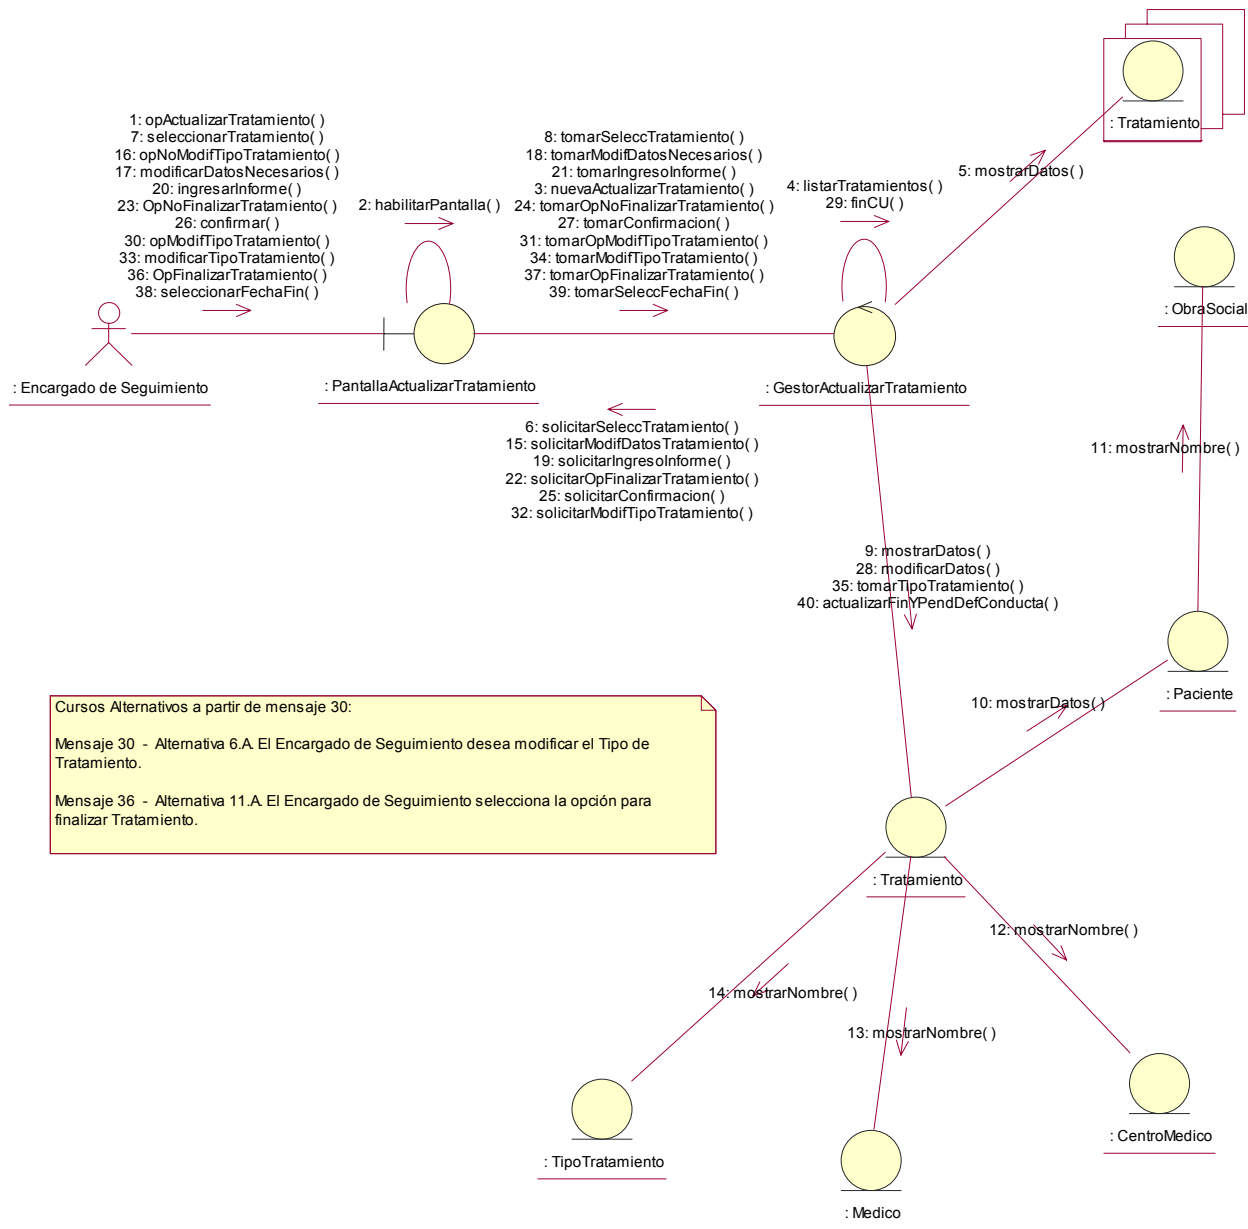 : Tratamiento
1: opActualizarTratamiento( )
7: seleccionarTratamiento( )
16: opNoModifTipoTratamiento( )
17: modificarDatosNecesarios( )
20: ingresarInforme( )
23: OpNoFinalizarTratamiento( )
26: confirmar( )
30: opModifTipoTratamiento( )
33: modificarTipoTratamiento( )
36: OpFinalizarTratamiento( )
38: seleccionarFechaFin( )
2: habilitarPantalla( )
8: tomarSeleccTratamiento( )
18: tomarModifDatosNecesarios( )
21: tomarIngresoInforme( )
3: nuevaActualizarTratamiento( )
24: tomarOpNoFinalizarTratamiento( )
27: tomarConfirmacion( )
31: tomarOpModifTipoTratamiento( )
34: tomarModifTipoTratamiento( )
37: tomarOpFinalizarTratamiento( )
39: tomarSeleccFechaFin( )
4: listarTratamientos( )
29: finCU( )
5: mostrarDatos( )
: ObraSocial
: Encargado de Seguimiento
: PantallaActualizarTratamiento
: GestorActualizarTratamiento
6: solicitarSeleccTratamiento( )
15: solicitarModifDatosTratamiento( )
19: solicitarIngresoInforme( )
22: solicitarOpFinalizarTratamiento( )
25: solicitarConfirmacion( )
32: solicitarModifTipoTratamiento( )
11: mostrarNombre( )
9: mostrarDatos( )
28: modificarDatos( )
35: tomarTipoTratamiento( )
40: actualizarFinYPendDefConducta( )
: Paciente
10: mostrarDatos( )
Cursos Alternativos a partir de mensaje 30:
Mensaje 30  -  Alternativa 6.A. El Encargado de Seguimiento desea modificar el Tipo de
Tratamiento.
Mensaje 36  -  Alternativa 11.A. El Encargado de Seguimiento selecciona la opción para
finalizar Tratamiento.
: Tratamiento
12: mostrarNombre( )
14: mostrarNombre( )
13: mostrarNombre( )
: CentroMedico
: TipoTratamiento
: Medico